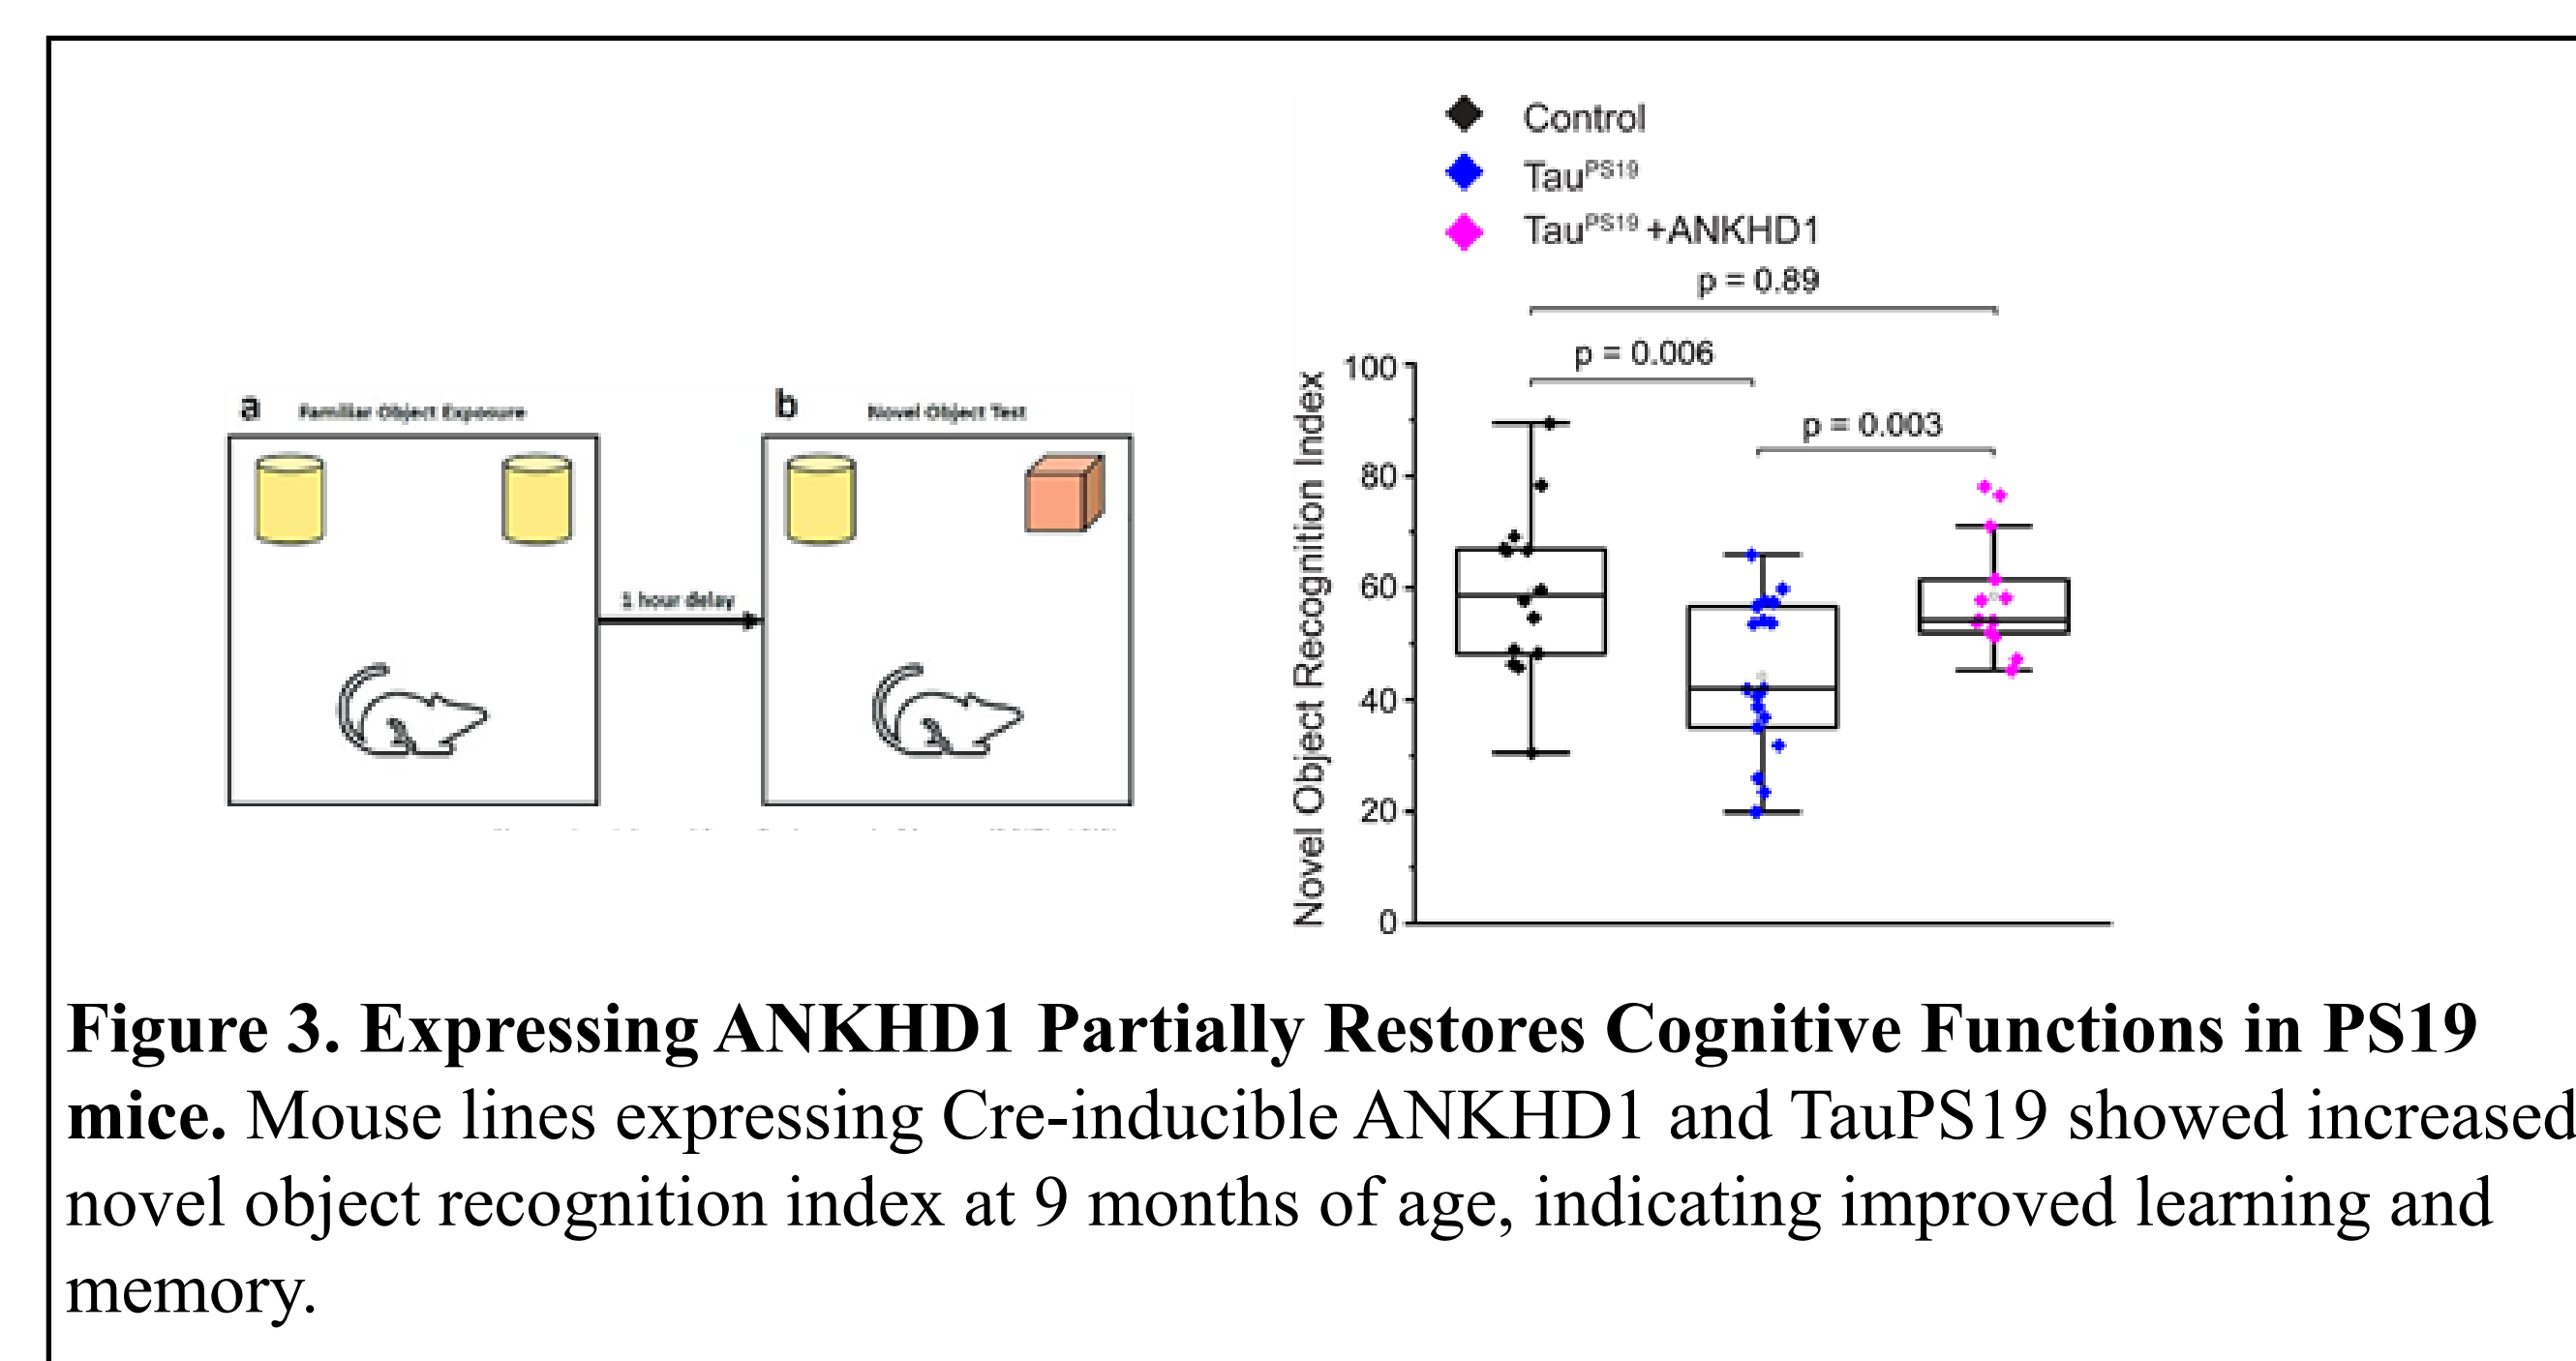 Control
Tau^PS19
Tau^PS19 +ANKHD1
p = 0.89
p = 0.006
p = 0.003
Novel Object Recognition Index
100
80
60
40
20
0
a Familiar Object Exposure
b Novel Object Test
1 hour delay
Figure 3. Expressing ANKHD1 Partially Restores Cognitive Functions in PS19
mice. Mouse lines expressing Cre-inducible ANKHD1 and TauPS19 showed increased
novel object recognition index at 9 months of age, indicating improved learning and
memory.